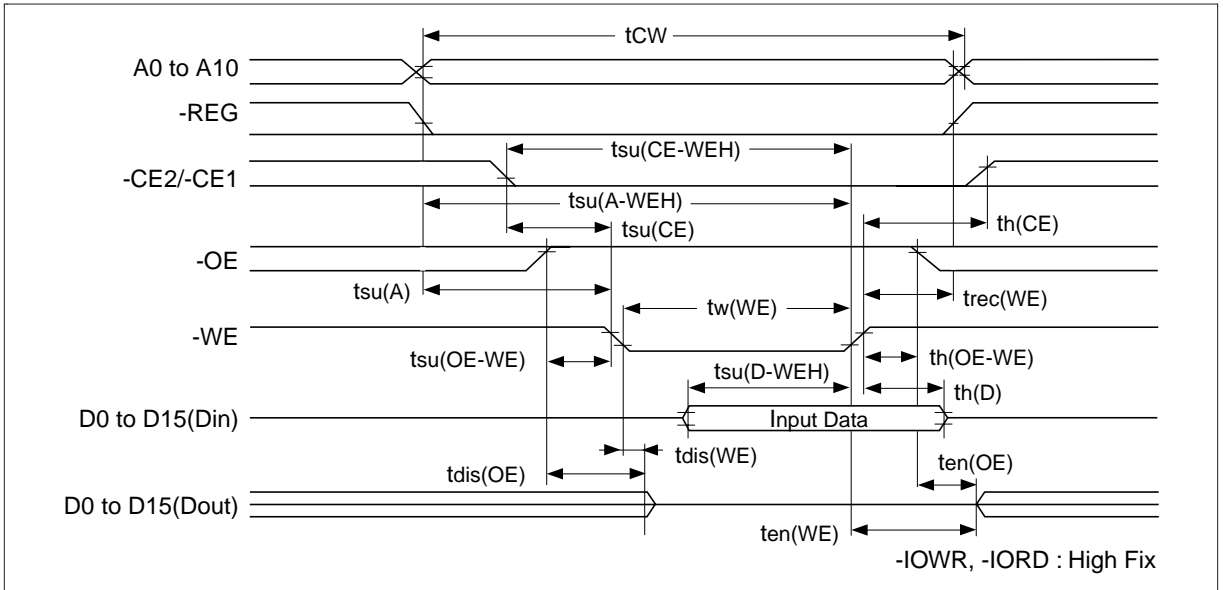 tCW
A0 to A10
-REG
tsu(CE-WEH)
-CE2/-CE1
tsu(A-WEH)
tsu(CE)
th(CE)
-OE
tsu(A)
trec(WE)
tw(WE)
-WE
tsu(OE-WE)
th(OE-WE)
tsu(D-WEH)
th(D)
D0 to D15(Din)
Input Data
tdis(WE)
tdis(OE)
ten(OE)
D0 to D15(Dout)
ten(WE)
-IOWR, -IORD : High Fix